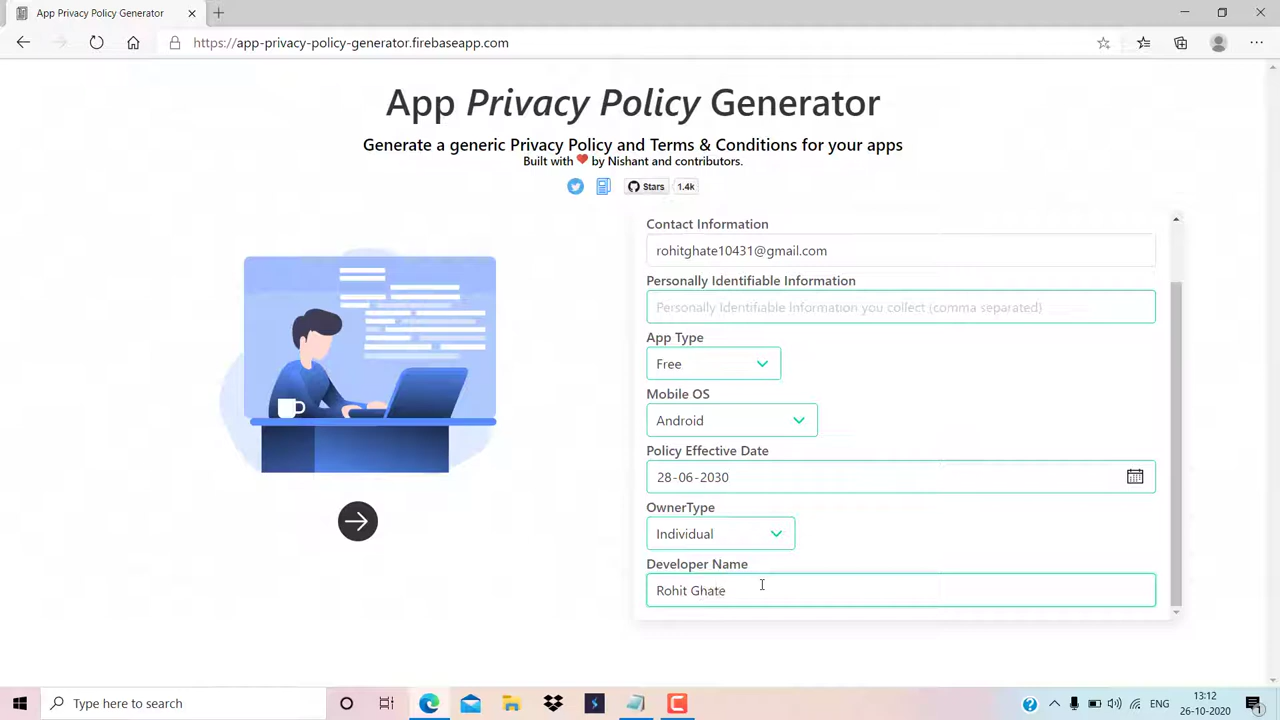 App Privacy Policy Generator
https://app-privacy-policy-generator.firebaseapp.com
App Privacy Policy Generator
Generate a generic Privacy Policy and Terms & Conditions for your apps
Built with ❤ by Nishant and contributors.
Stars 1.4k
Contact Information
rohitghate10431@gmail.com
Personally Identifiable Information
Personally Identifiable Information you collect (comma separated)
App Type
Free
Mobile OS
Android
Policy Effective Date
28-06-2030
OwnerType
Individual
Developer Name
Rohit Ghate
Type here to search
ENG
13:12
26-10-2020
1